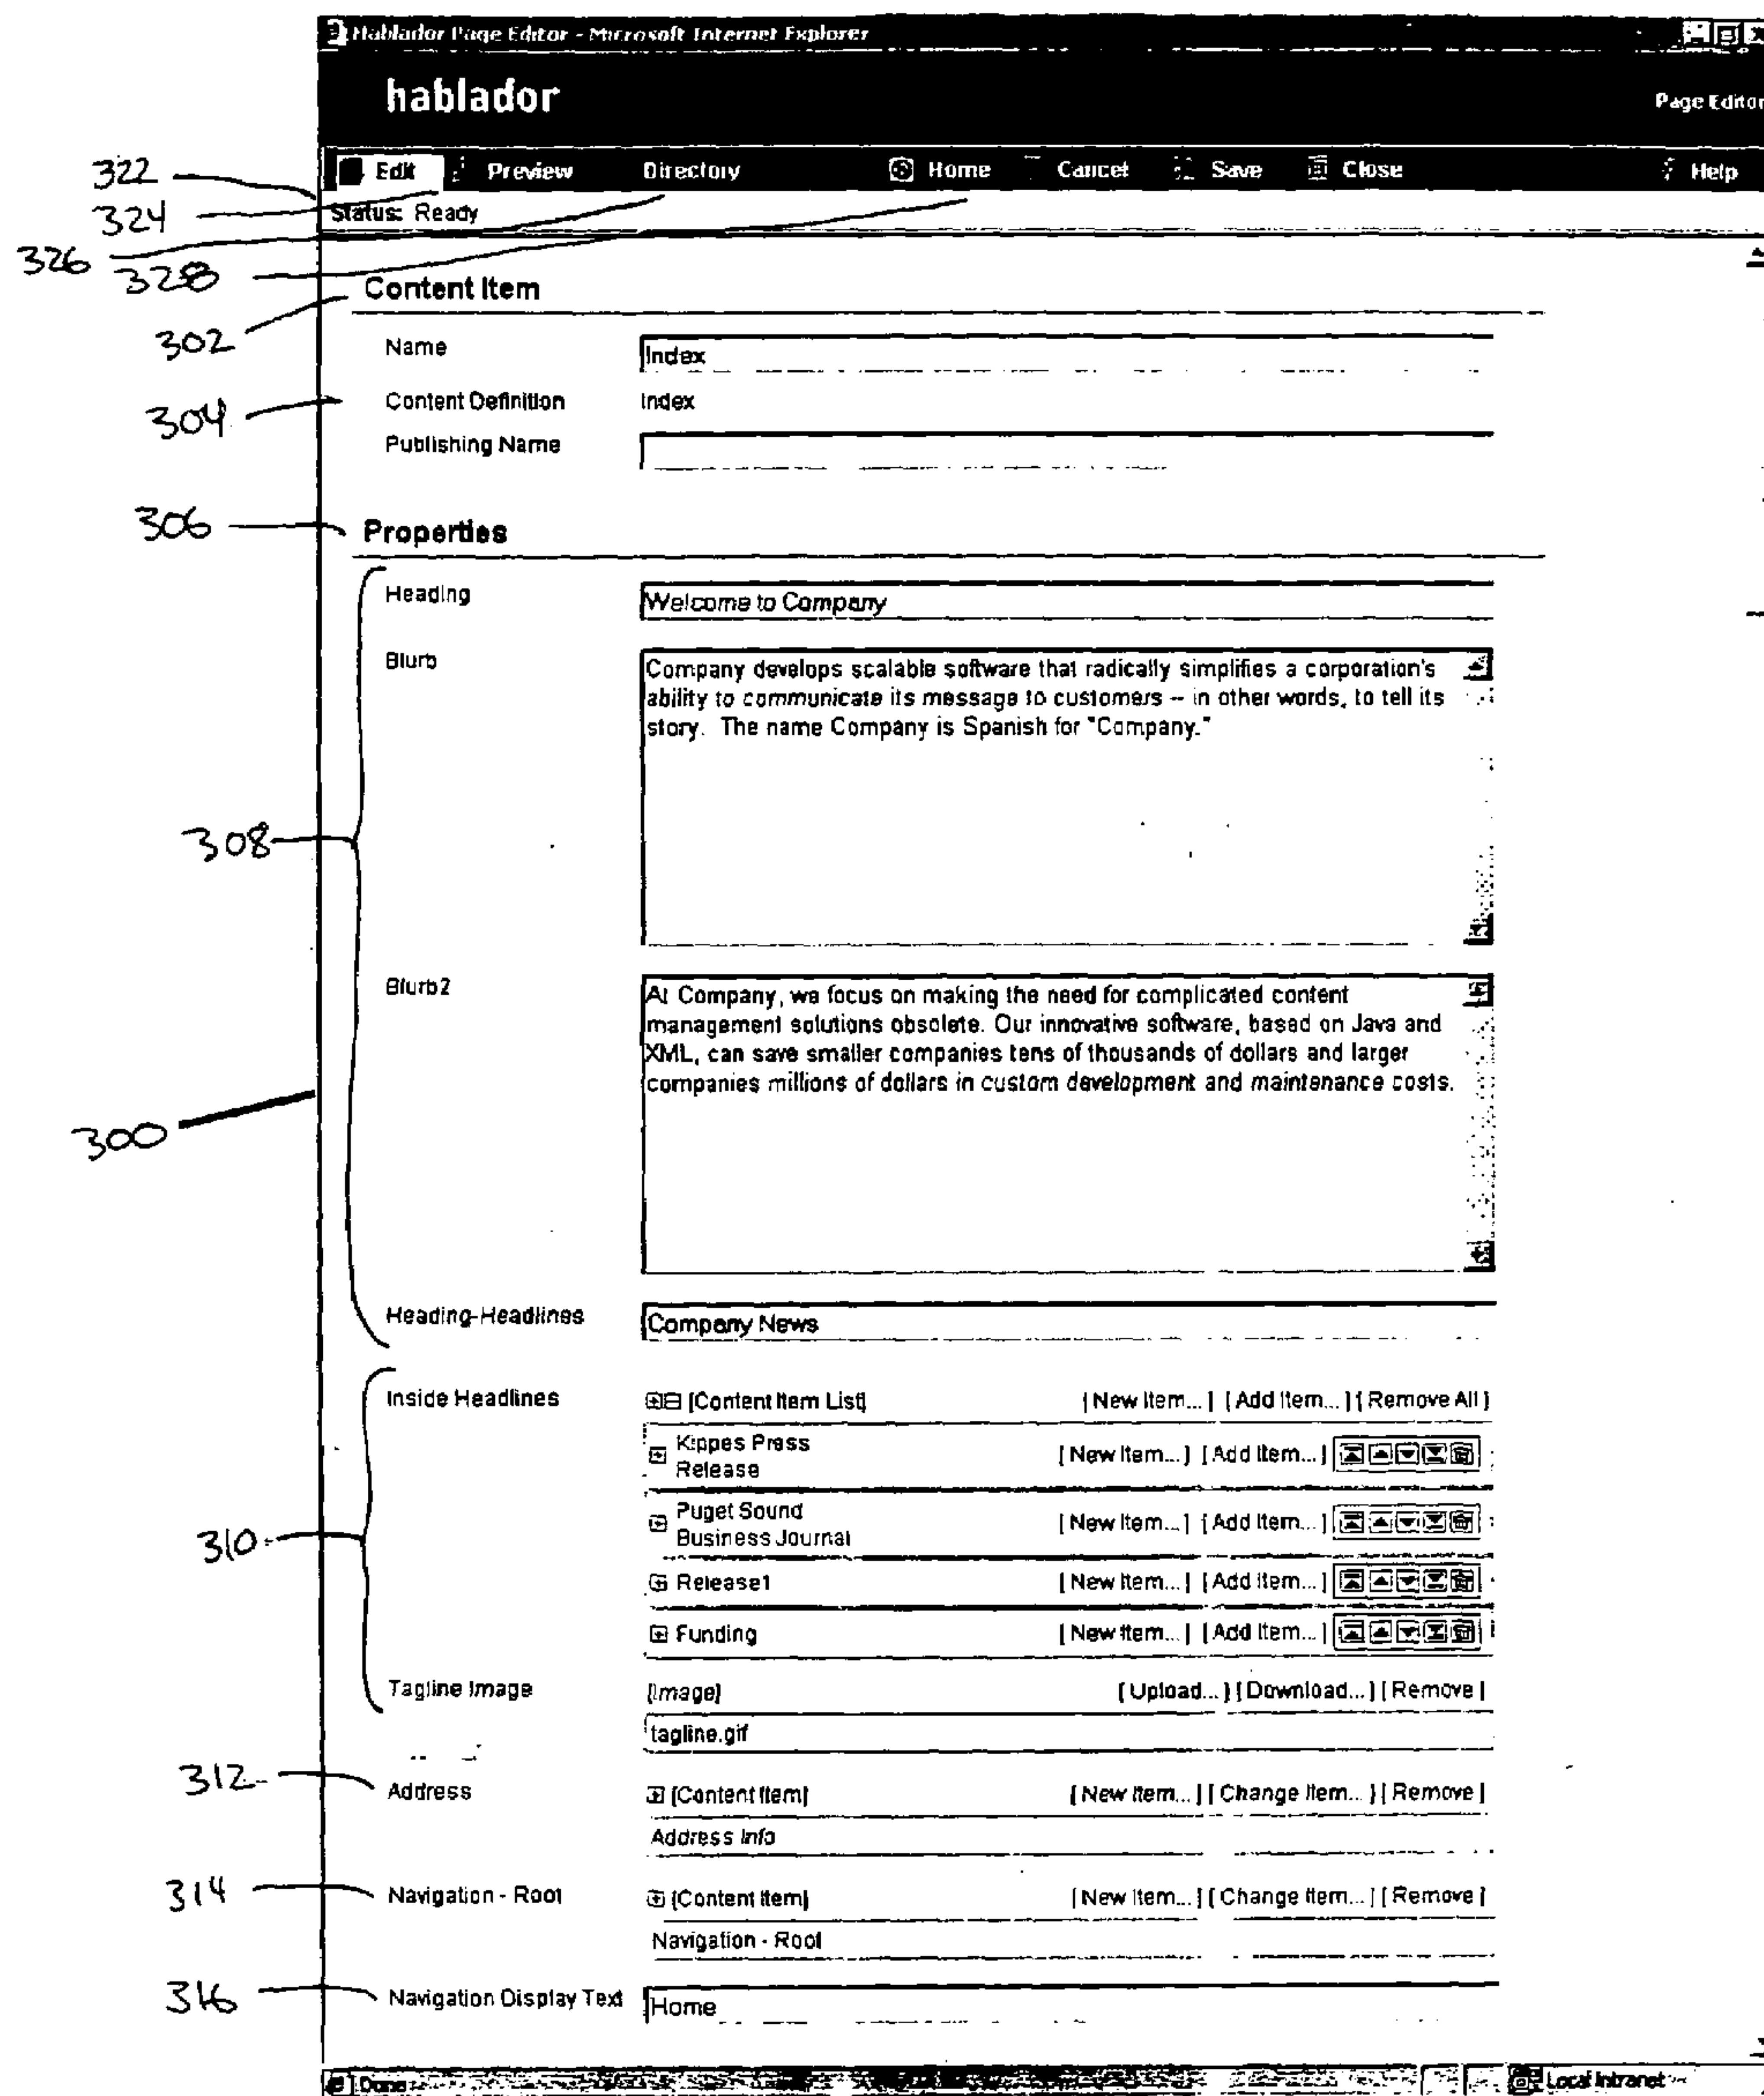 Hablador Page Editor - Microsoft Internet Explorer
hablador
Page Editor
Edit Preview Directory Home Cancel Save Close Help
322
Status: Ready
324
326
328
Content Item
302
Name Index
304
Content Definition Index
Publishing Name
306
Properties
Heading Welcome to Company
Blurb
Company develops scalable software that radically simplifies a corporation's
ability to communicate its message to customers -- in other words, to tell its
story. The name Company is Spanish for "Company."
308
Blurb2
At Company, we focus on making the need for complicated content
management solutions obsolete. Our innovative software, based on Java and
XML, can save smaller companies tens of thousands of dollars and larger
companies millions of dollars in custom development and maintenance costs.
300
Heading-Headlines Company News
Inside Headlines [Content Item List] [New Item...] [Add Item...] [Remove All]
Kippes Press
Release [New Item...] [Add Item...]
310
Puget Sound
Business Journal [New Item...] [Add Item...]
Release1 [New Item...] [Add Item...]
Funding [New Item...] [Add Item...]
Tagline Image [Image] [Upload...] [Download...] [Remove]
tagline.gif
312
Address [Content Item] [New Item...] [Change Item...] [Remove]
Address Info
314
Navigation - Root [Content Item] [New Item...] [Change Item...] [Remove]
Navigation - Root
316
Navigation Display Text Home
Done Local intranet